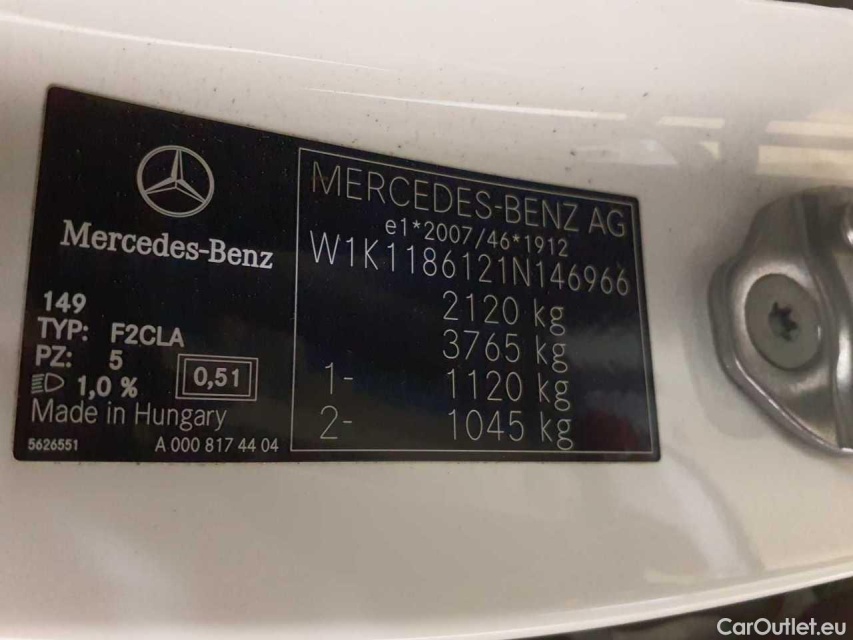 Mercedes-Benz
149
TYP: F2CLA
PZ: 5
1,0 %
0,51
Made in Hungary
5626551 A 000 817 44 04
MERCEDES-BENZ AG
e1*2007/46*1912
W1K1186121N146966
2120 kg
3765 kg
1- 1120 kg
2- 1045 kg
CarOutlet.eu